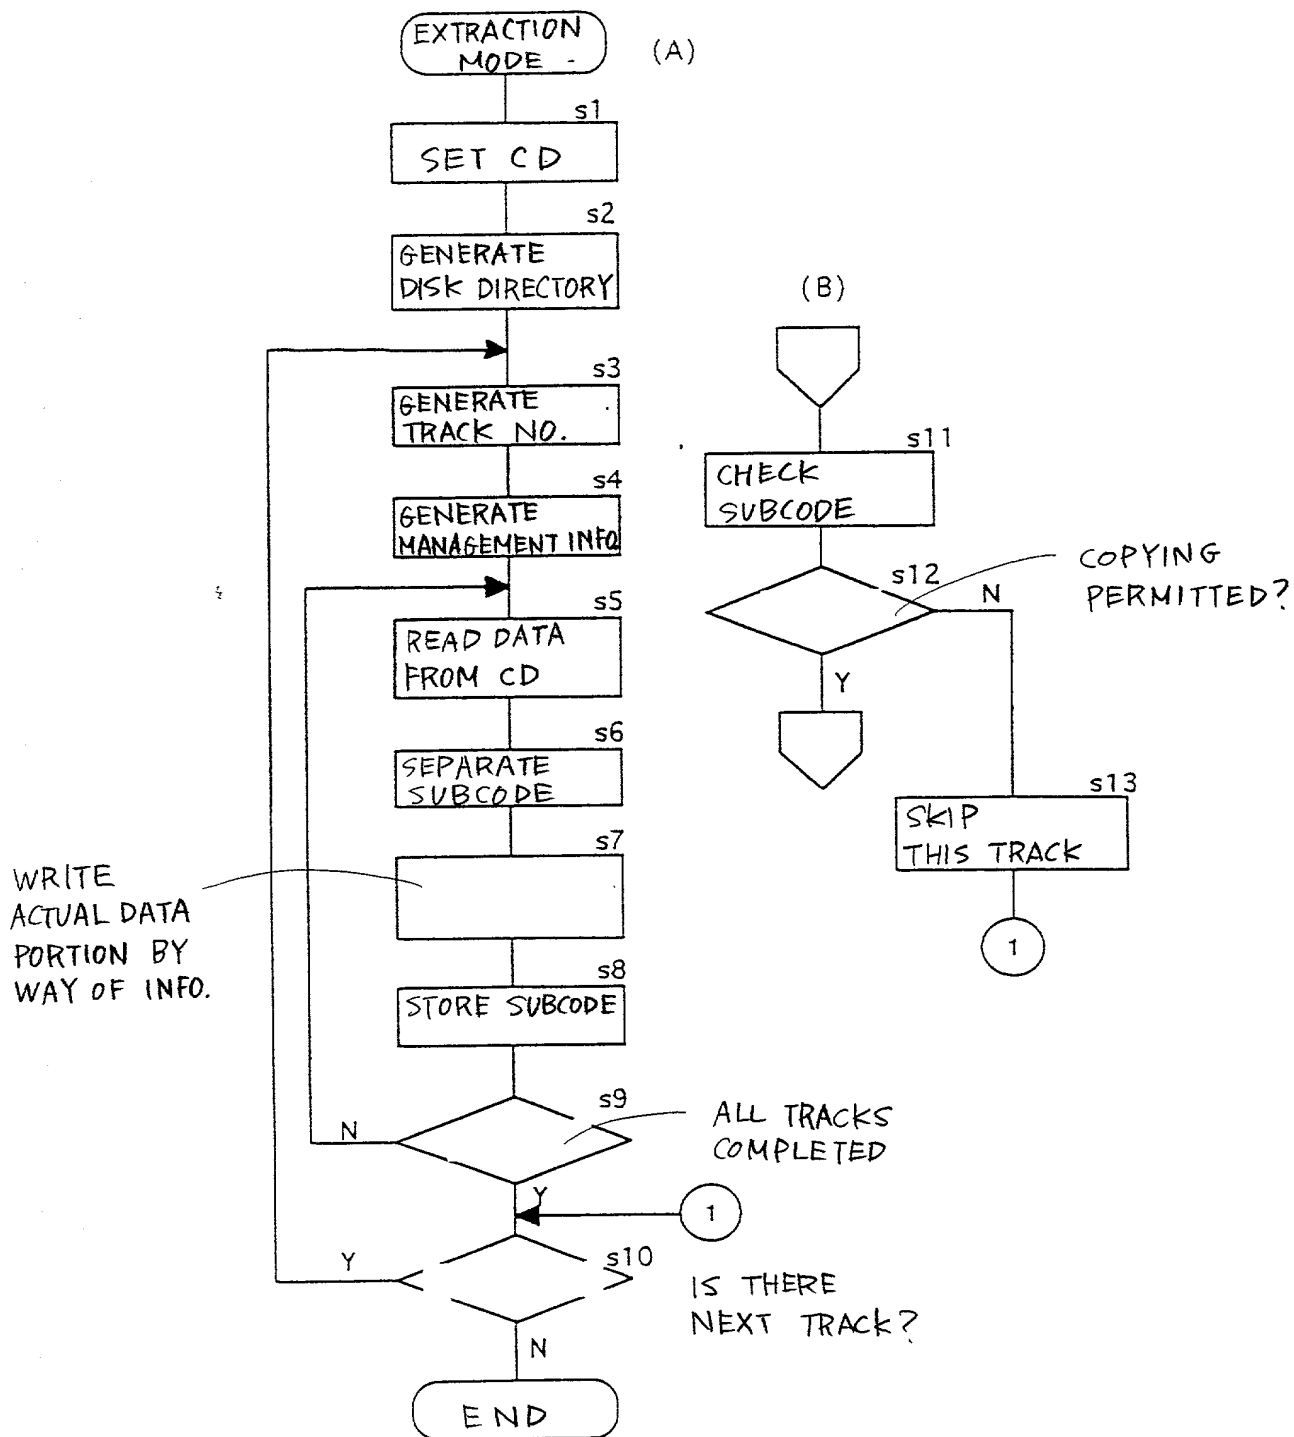 EXTRACTION
MODE
(A)
s1
SET CD
s2
GENERATE
DISK DIRECTORY
s3
GENERATE
TRACK NO.
s4
GENERATE
MANAGEMENT INFO.
s5
READ DATA
FROM CD
s6
SEPARATE
SUBCODE
s7
WRITE
ACTUAL DATA
PORTION BY
WAY OF INFO.
s8
STORE SUBCODE
s9
ALL TRACKS
COMPLETED
N
Y
1
s10
IS THERE
NEXT TRACK?
Y
N
END
(B)
s11
CHECK
SUBCODE
s12
COPYING
PERMITTED?
N
Y
s13
SKIP
THIS TRACK
1